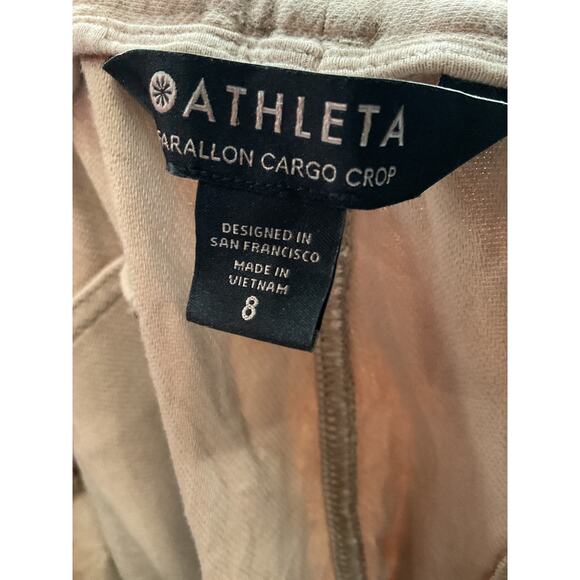 ATHLETA
FARALLON CARGO CROP
DESIGNED IN
SAN FRANCISCO
MADE IN
VIETNAM
8